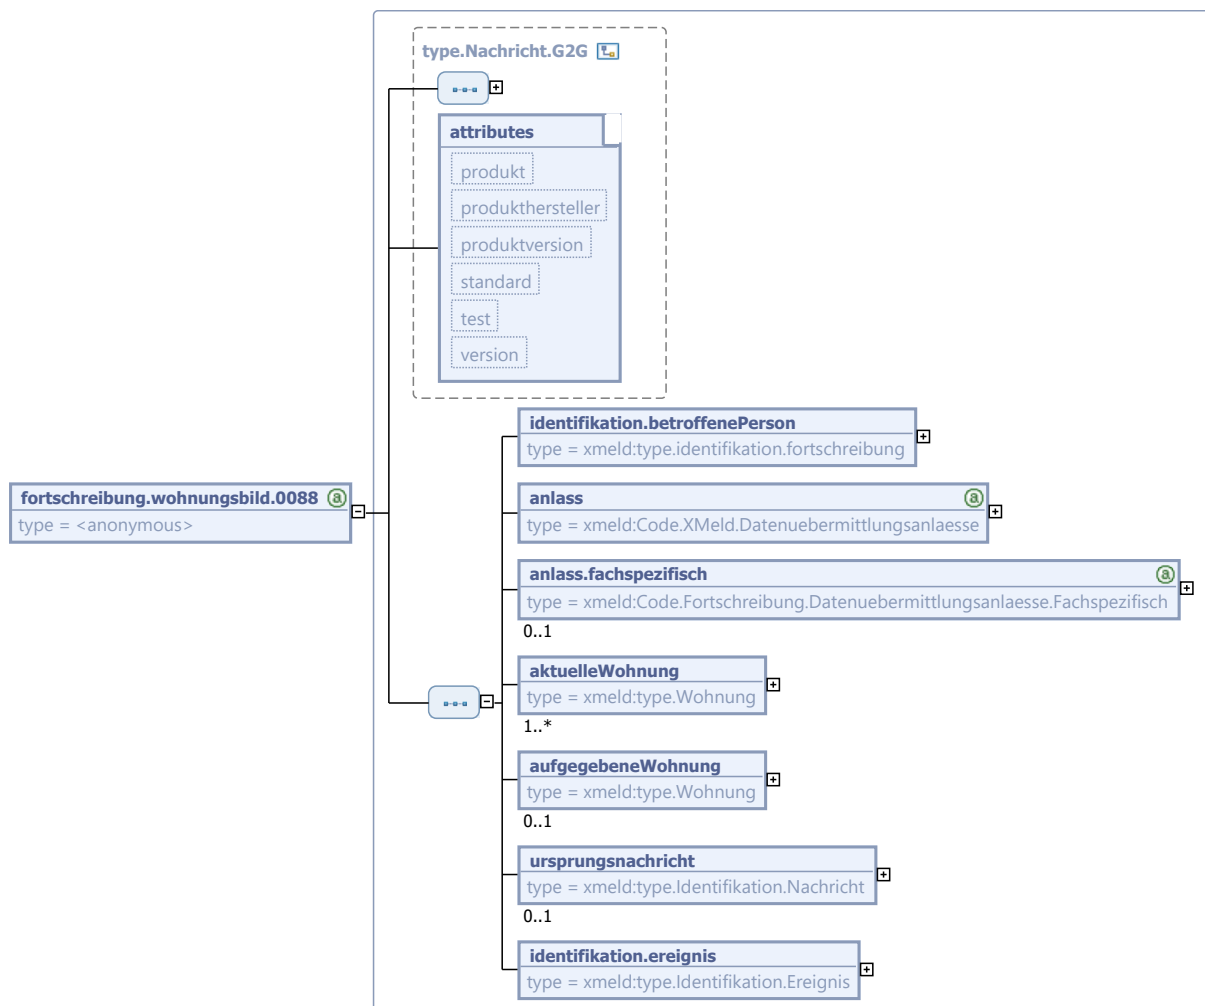 type.Nachricht.G2G
attributes
produkt
produkthersteller
produktversion
standard
test
version
fortschreibung.wohnungsbild.0088
type = <anonymous>
identifikation.betroffenePerson
type = xmeld:type.identifikation.fortschreibung
anlass
type = xmeld:Code.XMeld.Datenuebermittlungsanlaesse
anlass.fachspezifisch
type = xmeld:Code.Fortschreibung.Datenuebermittlungsanlaesse.Fachspezifisch
0..1
aktuelleWohnung
type = xmeld:type.Wohnung
1..*
aufgegebeneWohnung
type = xmeld:type.Wohnung
0..1
ursprungsnachricht
type = xmeld:type.Identifikation.Nachricht
0..1
identifikation.ereignis
type = xmeld:type.Identifikation.Ereignis